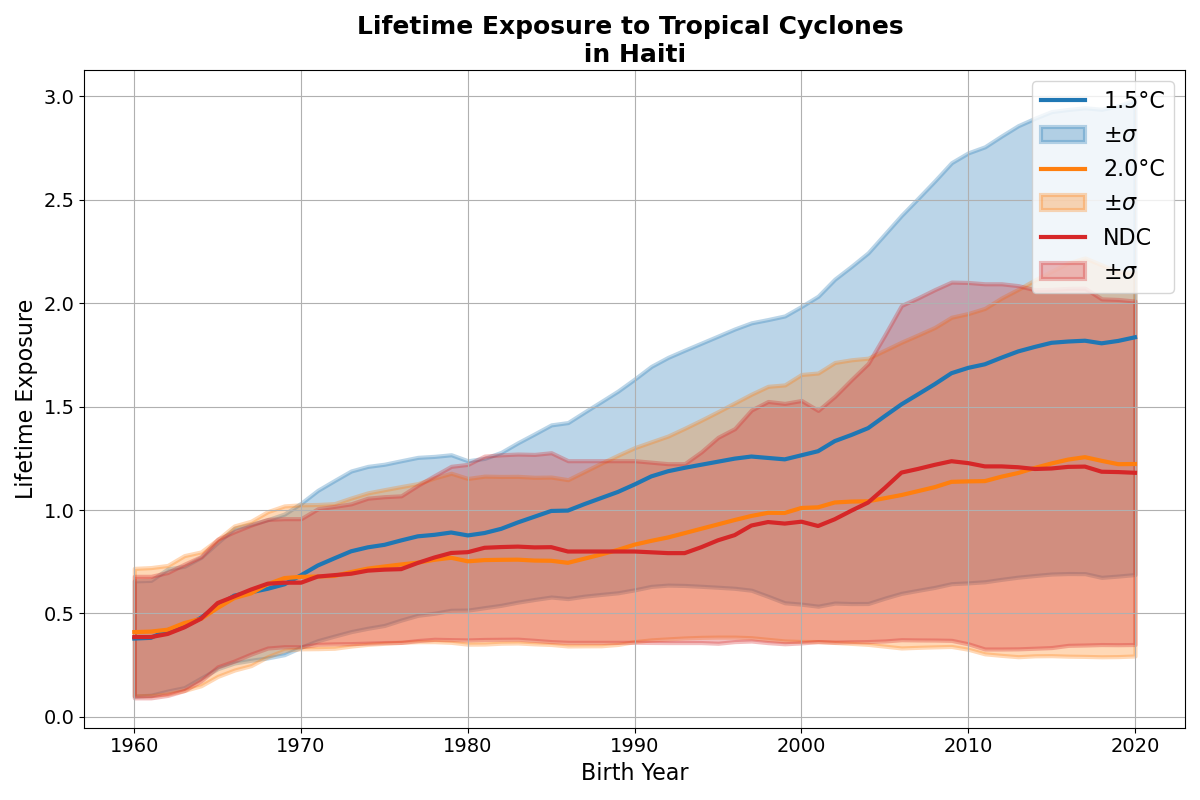 Lifetime Exposure to Tropical Cyclones
in Haiti
3.0
2.5
2.0
1.5
1.0
0.5
0.0
Lifetime Exposure
1960
1970
1980
1990
2000
2010
2020
Birth Year
1.5°C
±σ
2.0°C
±σ
NDC
±σ